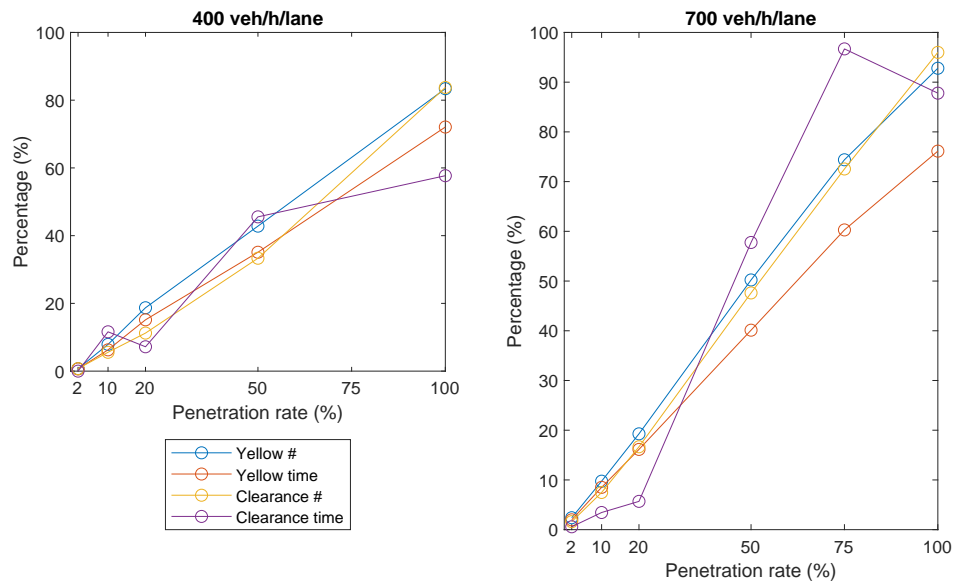 400 veh/h/lane
100
80
60
40
20
0
Percentage (%)
2 10 20 50 75 100
Penetration rate (%)
Yellow #
Yellow time
Clearance #
Clearance time
700 veh/h/lane
100
90
80
70
60
50
40
30
20
10
0
Percentage (%)
2 10 20 50 75 100
Penetration rate (%)